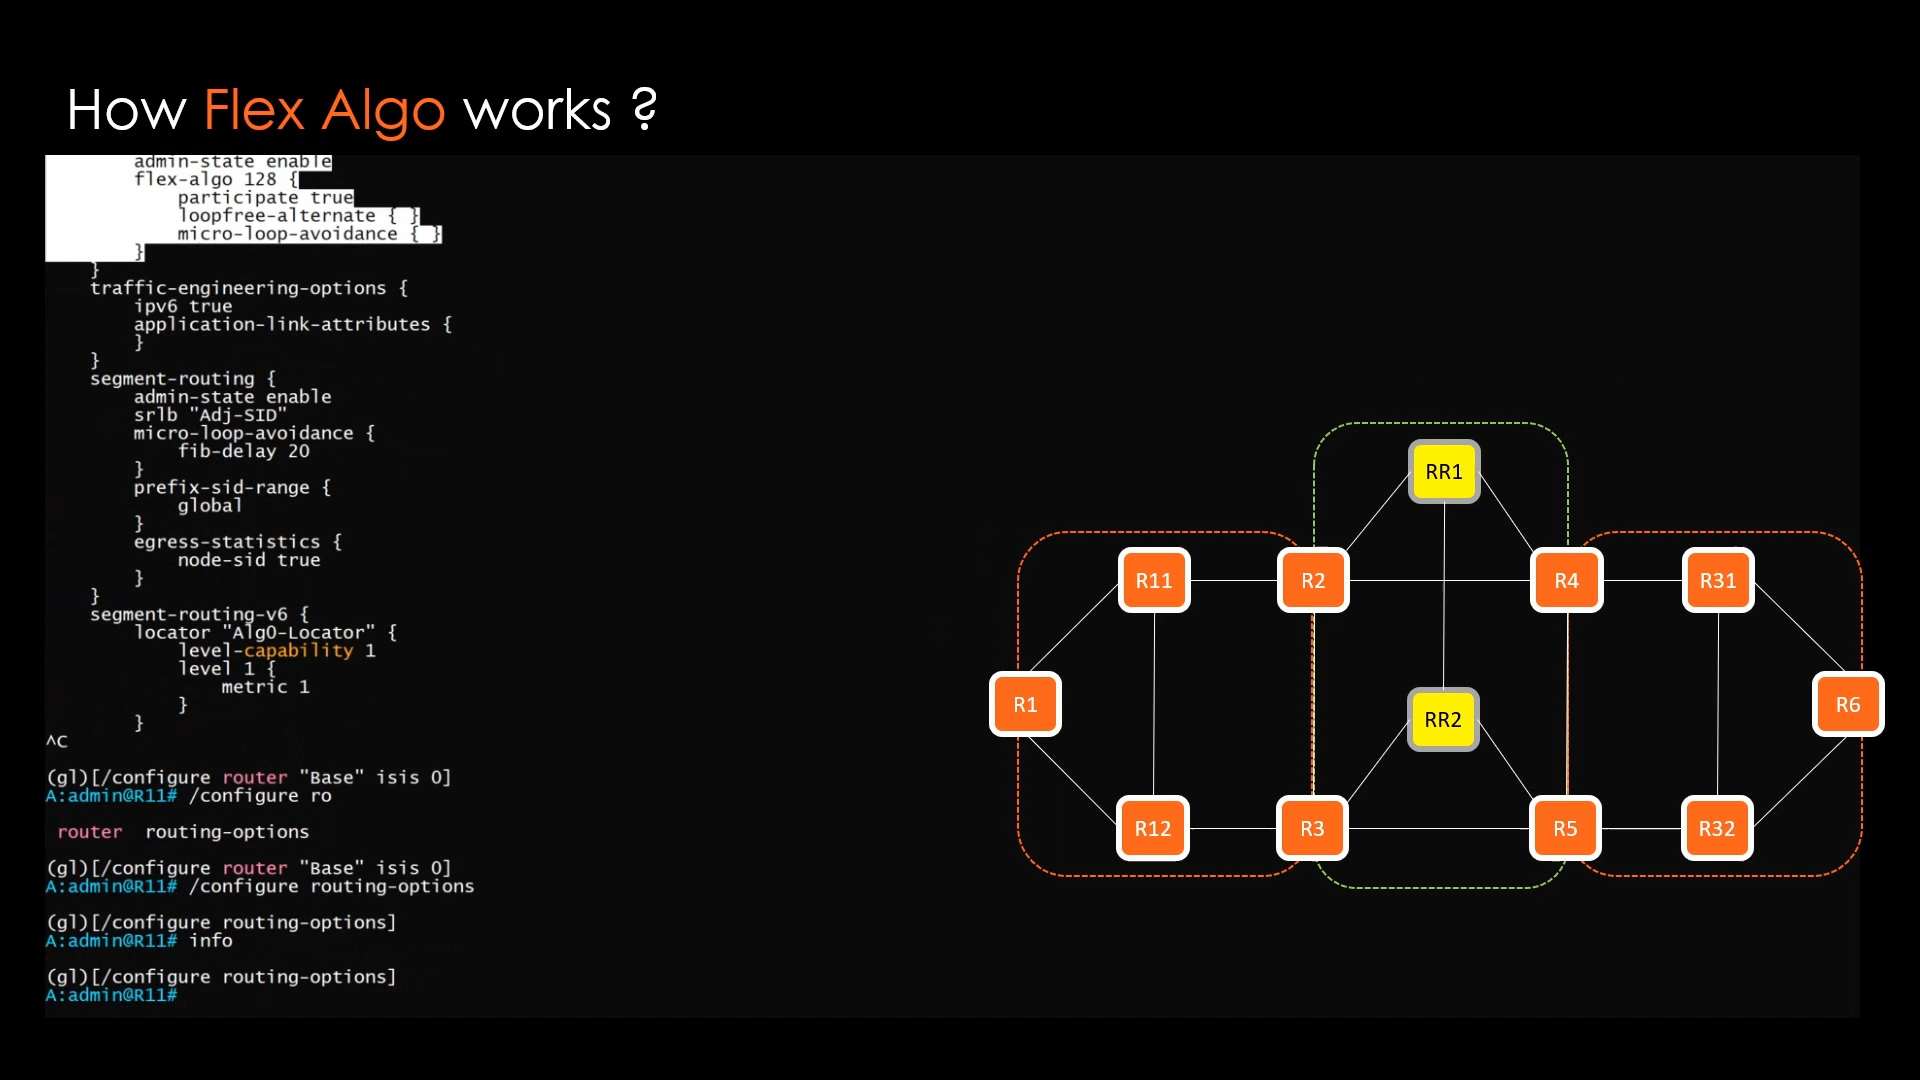 How Flex Algo works ?
admin-state enable
flex-algo 128 {
participate true
loopfree-alternate { }
micro-loop-avoidance { }
}
}
traffic-engineering-options {
ipv6 true
application-link-attributes {
}
}
segment-routing {
admin-state enable
srlb "Adj-SID"
micro-loop-avoidance {
fib-delay 20
}
prefix-sid-range {
global
}
egress-statistics {
node-sid true
}
}
segment-routing-v6 {
locator "Alg0-Locator" {
level-capability 1
level 1 {
metric 1
}
}
^C
(gl)[/configure router "Base" isis 0]
A:admin@R11# /configure ro
router routing-options
(gl)[/configure router "Base" isis 0]
A:admin@R11# /configure routing-options
(gl)[/configure routing-options]
A:admin@R11# info
(gl)[/configure routing-options]
A:admin@R11#
RR1
R11
R2
R4
R31
R1
RR2
R6
R12
R3
R5
R32